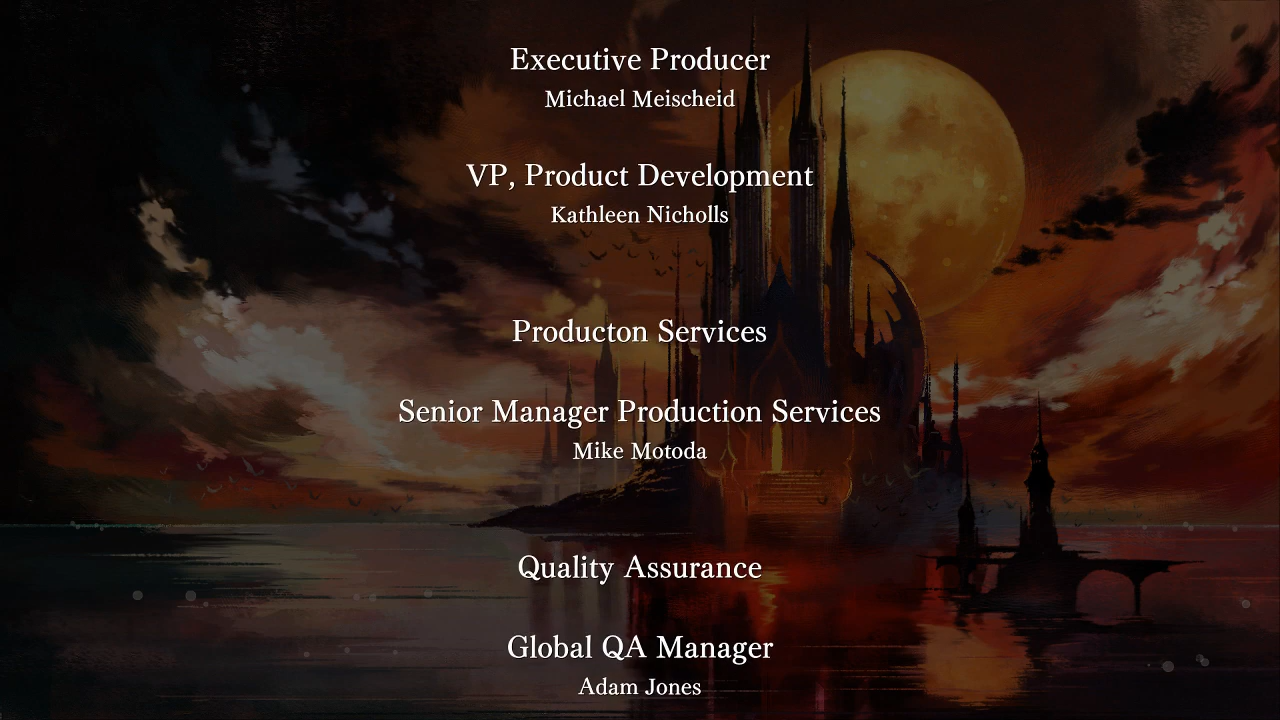 Executive Producer
Michael Meischeid
VP, Product Development
Kathleen Nicholls
Producton Services
Senior Manager Production Services
Mike Motoda
Quality Assurance
Global QA Manager
Adam Jones